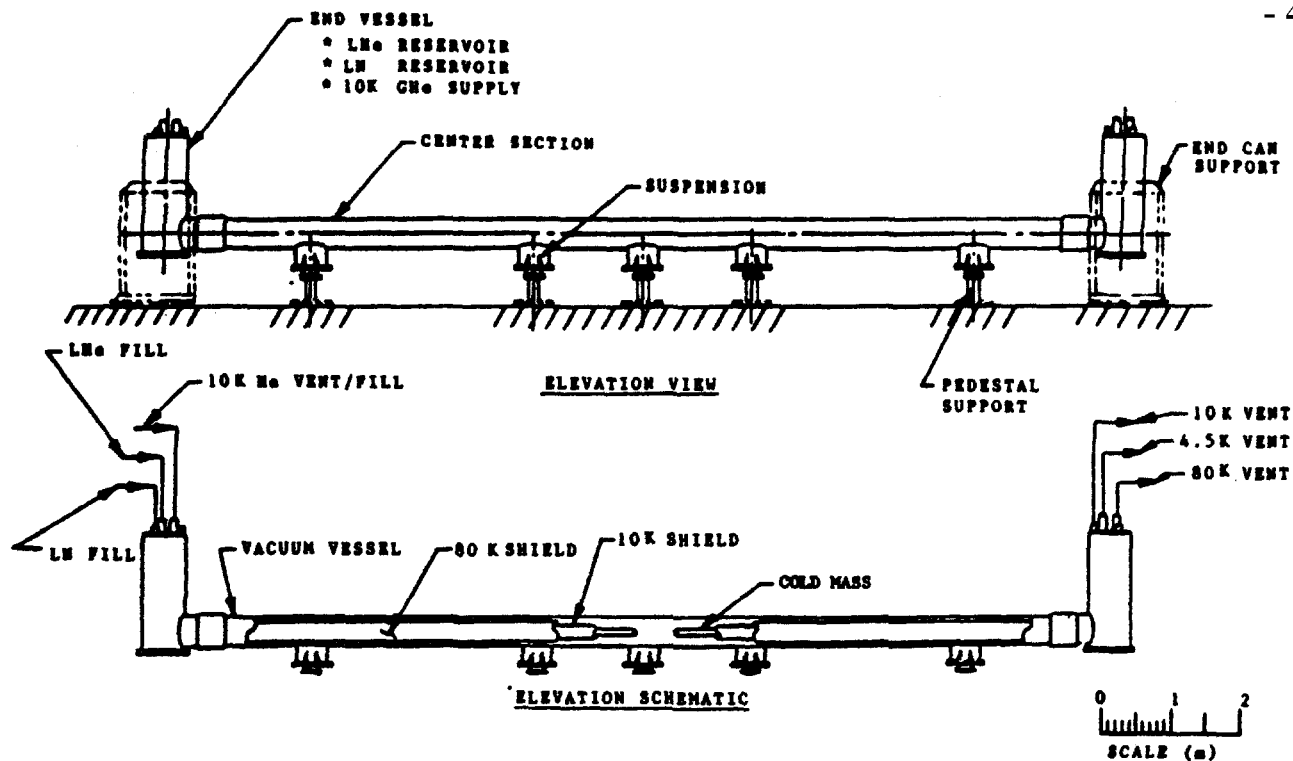 - 4
END VESSEL
* LHe RESERVOIR
* LN RESERVOIR
* 10K GHe SUPPLY
CENTER SECTION
SUSPENSION
END CAN
SUPPORT
LHe FILL
10K He VENT/FILL
ELEVATION VIEW
PEDESTAL
SUPPORT
10K VENT
4.5K VENT
80K VENT
LN FILL
VACUUM VESSEL
80 K SHIELD
10K SHIELD
COLD MASS
ELEVATION SCHEMATIC
0 1 2
SCALE (m)